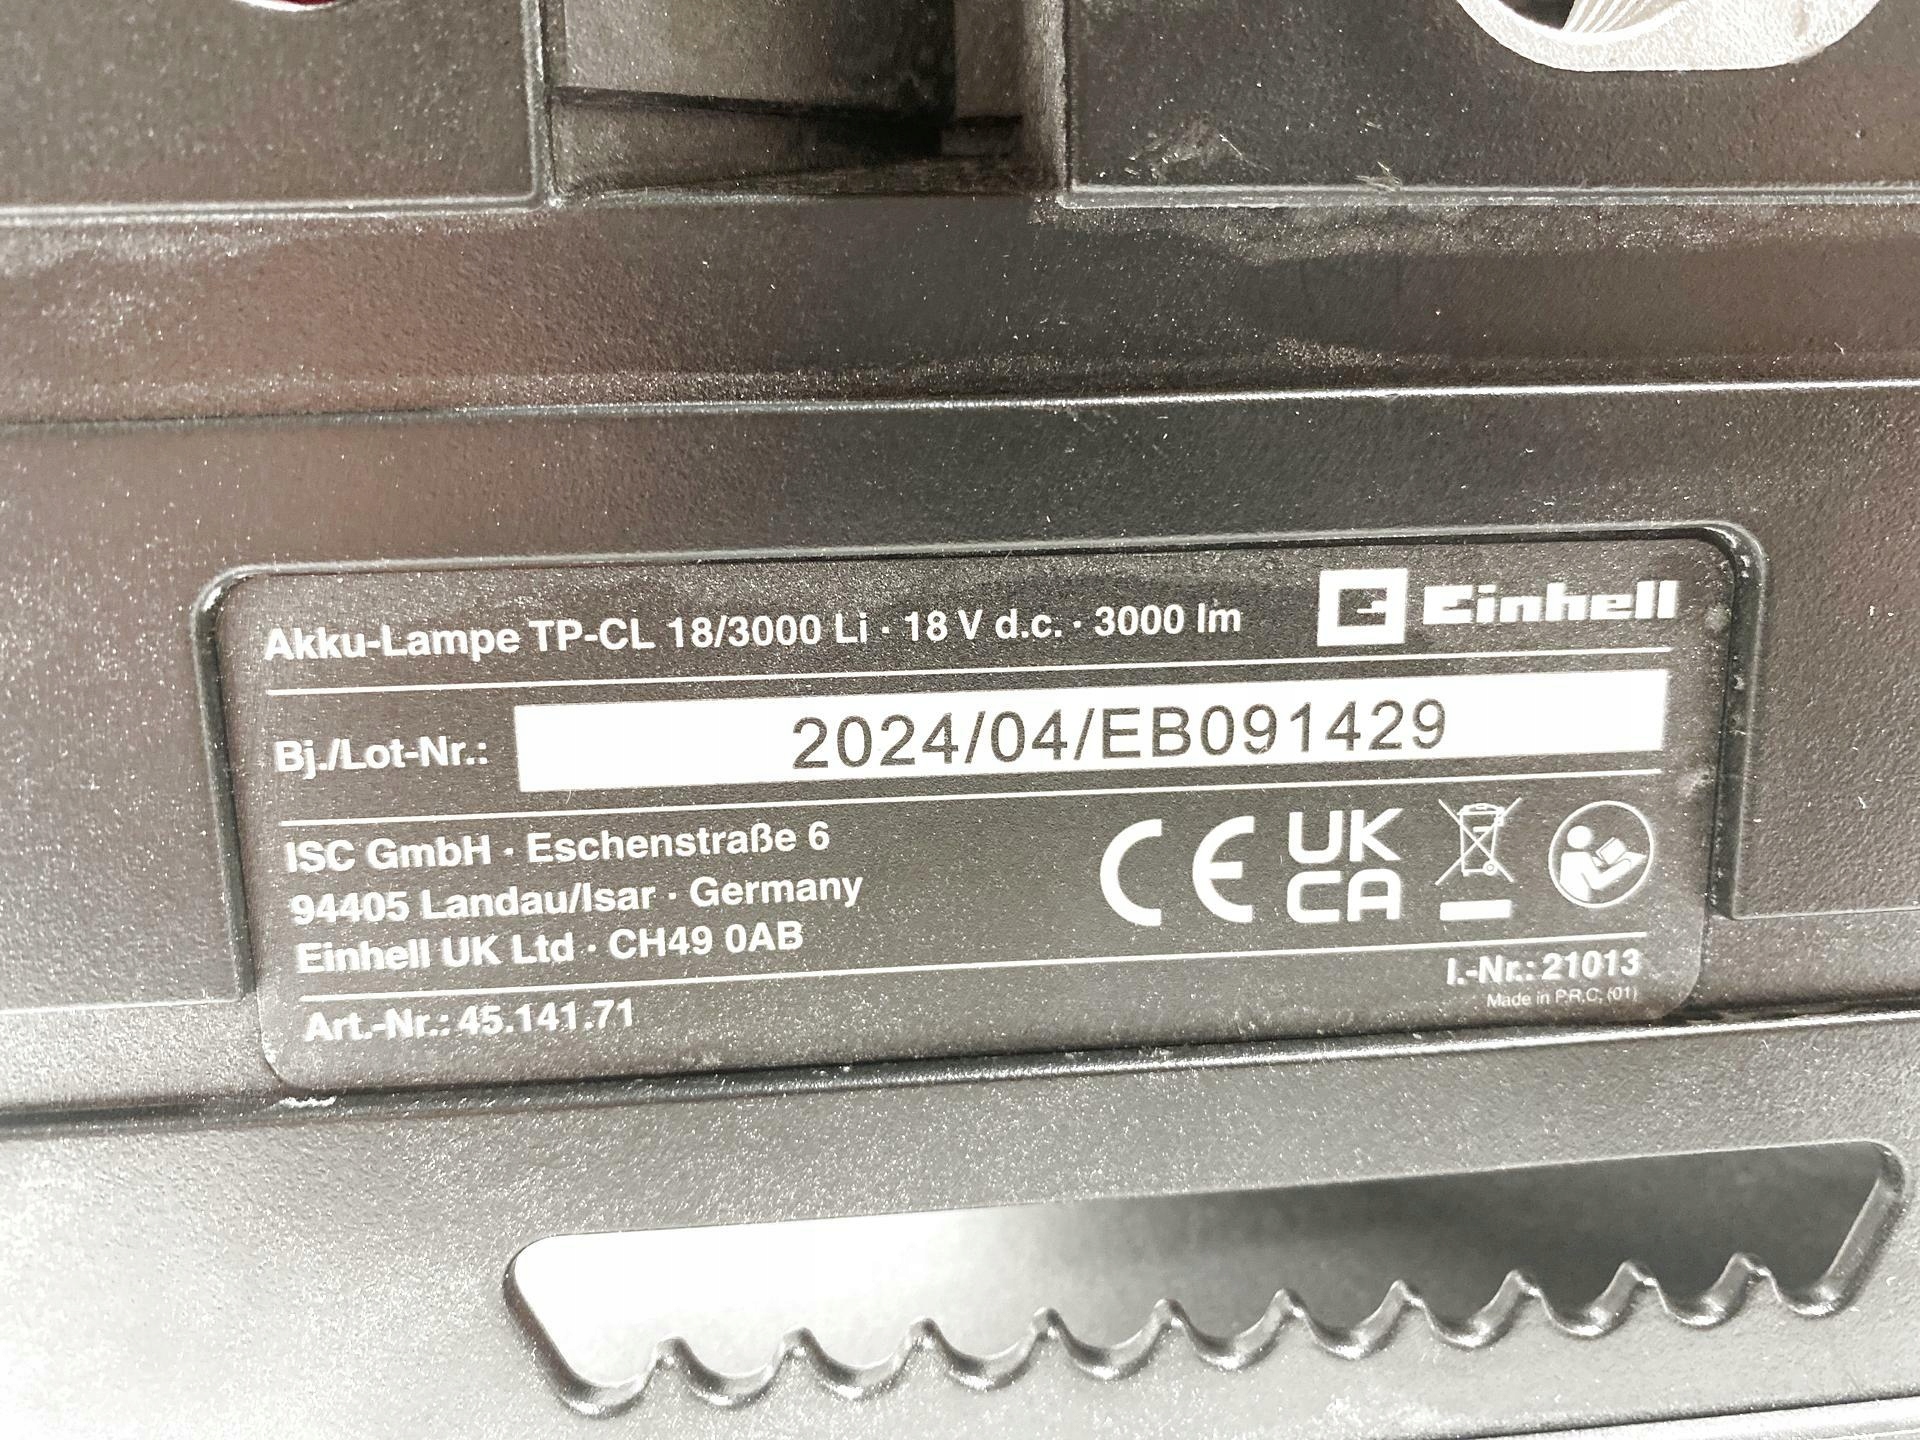 Akku-Lampe TP-CL 18/3000 Li · 18 V d.c. · 3000 lm
Einhell
Bj./Lot-Nr.: 2024/04/EB091429
ISC GmbH · Eschenstraße 6
94405 Landau/Isar · Germany
Einhell UK Ltd · CH49 0AB
CE UK CA
Art.-Nr.: 45.141.71
I.-Nr.: 21013
Made in P.R.C. (01)